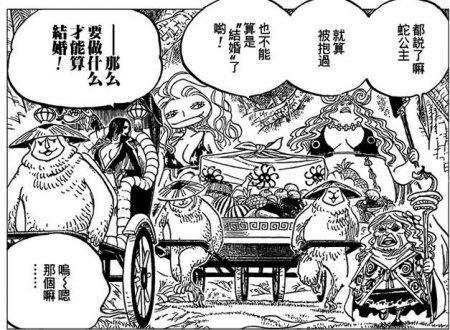 都說了嘛
蛇公主
就算
被抱過
也不能
算是
“結婚”了
喲！
——那么
要做什么
才能算
結婚！
嗚～嗯
那個嘛
……